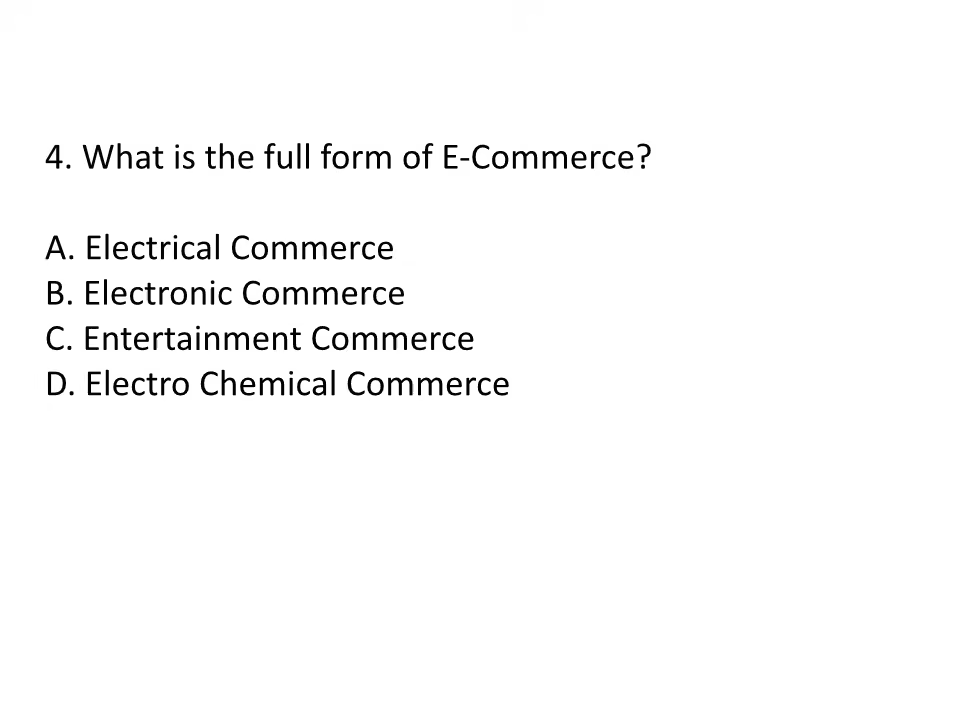 4. What is the full form of E-Commerce?
A. Electrical Commerce
B. Electronic Commerce
C. Entertainment Commerce
D. Electro Chemical Commerce